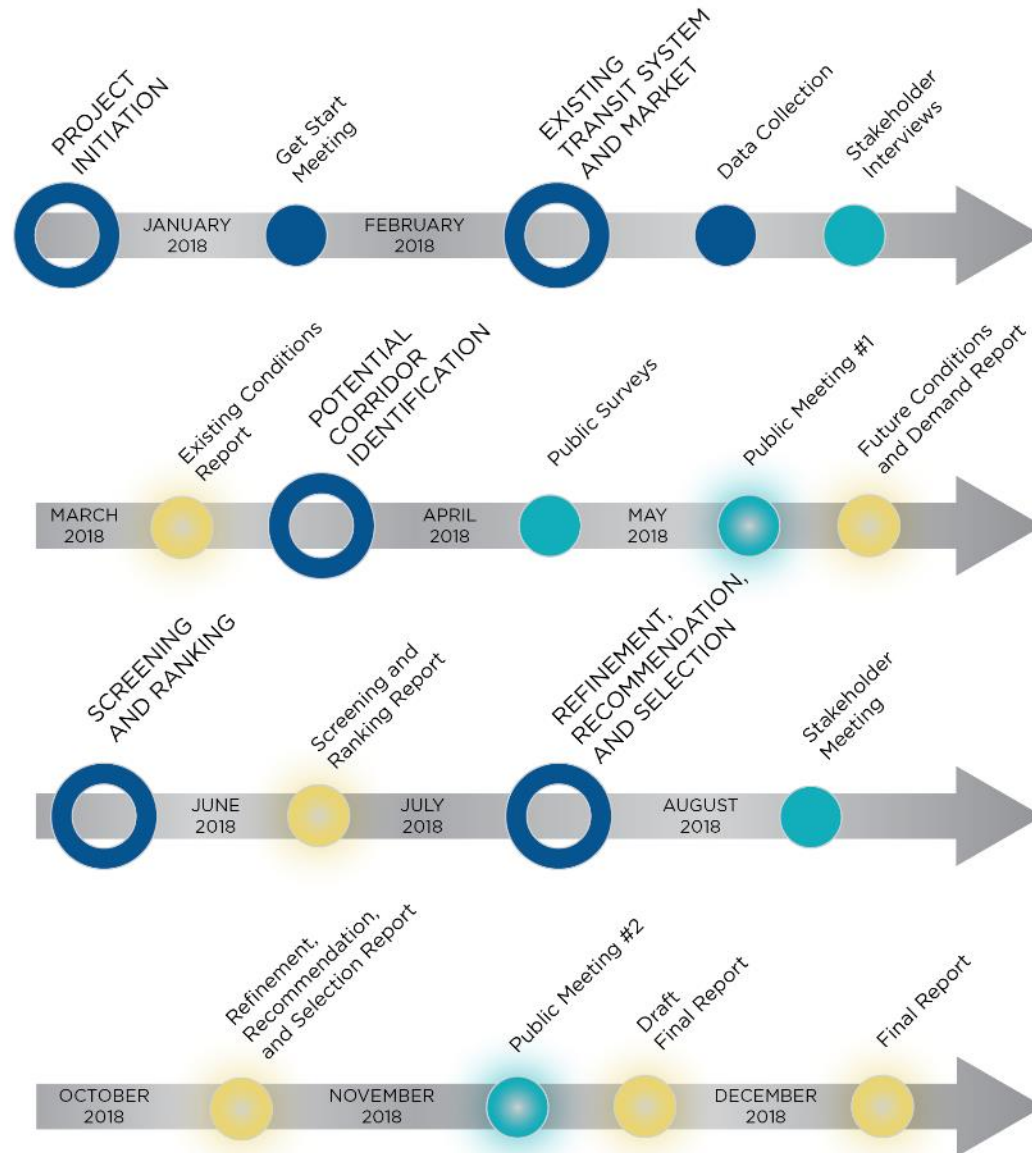 PROJECT
INITIATION
Get Start
Meeting
EXISTING
TRANSIT SYSTEM
AND MARKET
Data Collection
Stakeholder
Interviews
JANUARY
2018
FEBRUARY
2018
Existing Conditions
Report
POTENTIAL
CORRIDOR
IDENTIFICATION
Public Surveys
Public Meeting #1
Future Conditions
and Demand Report
MARCH
2018
APRIL
2018
MAY
2018
SCREENING
AND RANKING
Screening and
Ranking Report
REFINEMENT,
RECOMMENDATION,
AND SELECTION
Stakeholder
Meeting
JUNE
2018
JULY
2018
AUGUST
2018
Refinement,
Recommendation,
and Selection Report
Public Meeting #2
Draft
Final Report
Final Report
OCTOBER
2018
NOVEMBER
2018
DECEMBER
2018